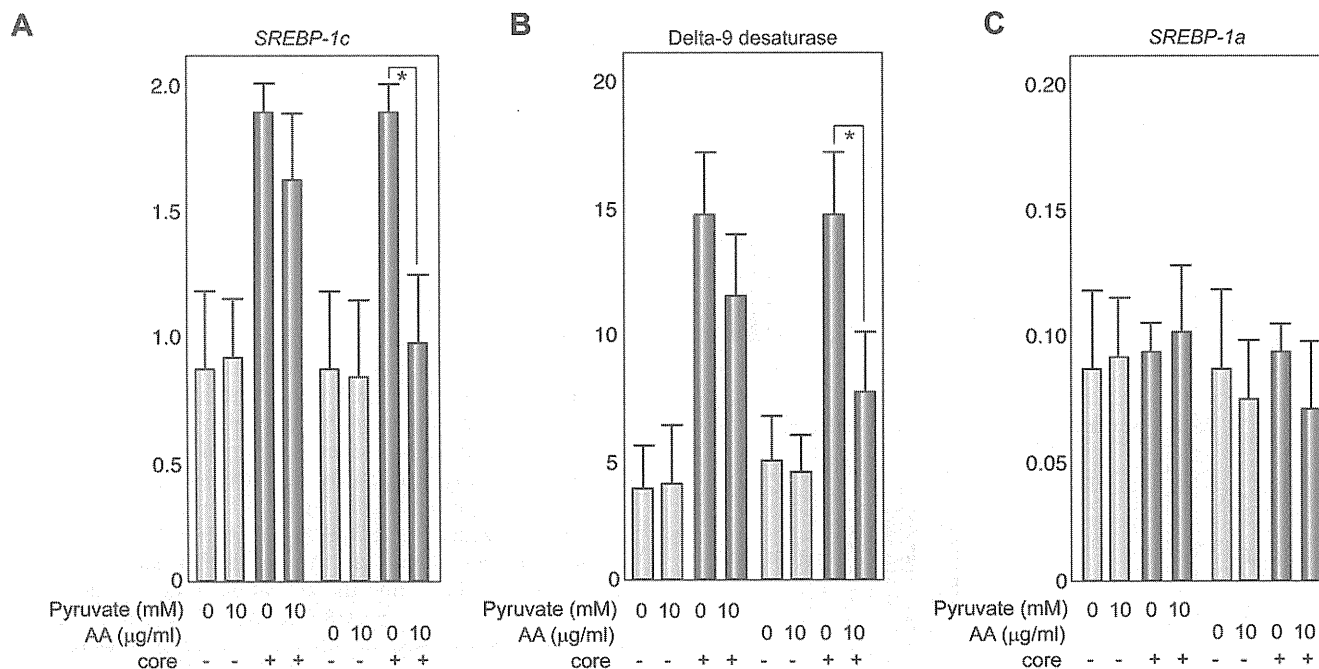 A
SREBP-1c
2.0
1.5
1.0
0.5
0
*
Pyruvate (mM) 0 10 0 10
AA (µg/ml) 0 10 0 10
core - - + + - - + +
B
Delta-9 desaturase
20
15
10
5
0
*
Pyruvate (mM) 0 10 0 10
AA (µg/ml) 0 10 0 10
core - - + + - - + +
C
SREBP-1a
0.20
0.15
0.10
0.05
0
Pyruvate (mM) 0 10 0 10
AA (µg/ml) 0 10 0 10
core - - + + - - + +